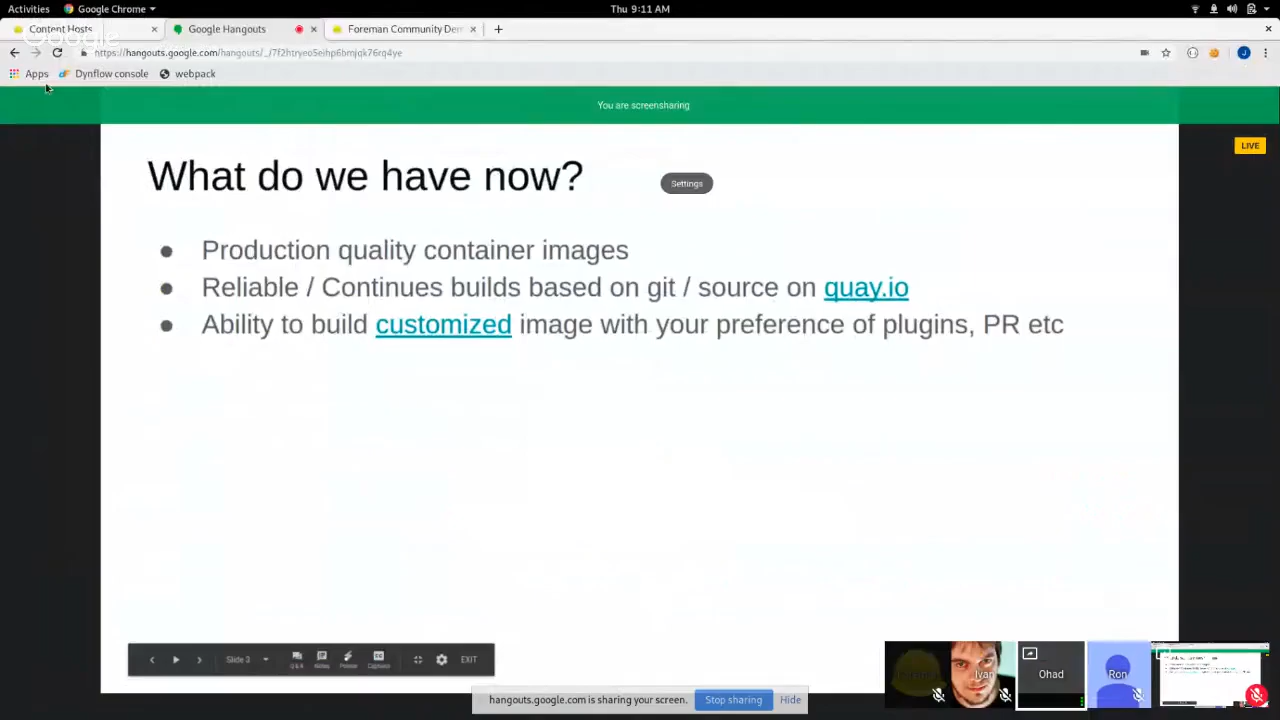 Activities
Google Chrome
Thu 9:11 AM
Content Hosts
Google Hangouts
Foreman Community Dem
Google
https://hangouts.google.com/hangouts/_/7f2htryeo5eihp6bmjqk76rq4ye
Apps
Dynflow console
webpack
You are screensharing
LIVE
What do we have now?
Settings
Production quality container images
Reliable / Continues builds based on git / source on quay.io
Ability to build customized image with your preference of plugins, PR etc
Slide 3
Q&A
Notes
Pointer
Captions
EXIT
Ivan
Ohad
Ron
hangouts.google.com is sharing your screen.
Stop sharing
Hide